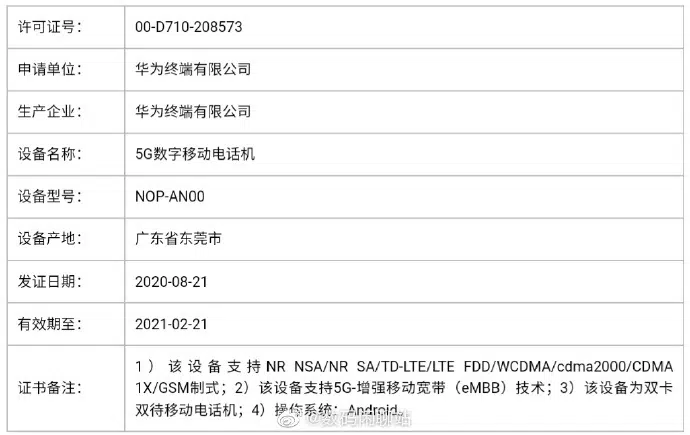 许可证号： 00-D710-208573
申请单位： 华为终端有限公司
生产企业： 华为终端有限公司
设备名称： 5G数字移动电话机
设备型号： NOP-AN00
设备产地： 广东省东莞市
发证日期： 2020-08-21
有效期至： 2021-02-21
证书备注： 1）该设备支持NR NSA/NR SA/TD-LTE/LTE FDD/WCDMA/cdma2000/CDMA
1X/GSM制式；2）该设备支持5G-增强移动宽带（eMBB）技术；3）该设备为双卡
双待移动电话机；4）操作系统：Android。
@数码闲聊站